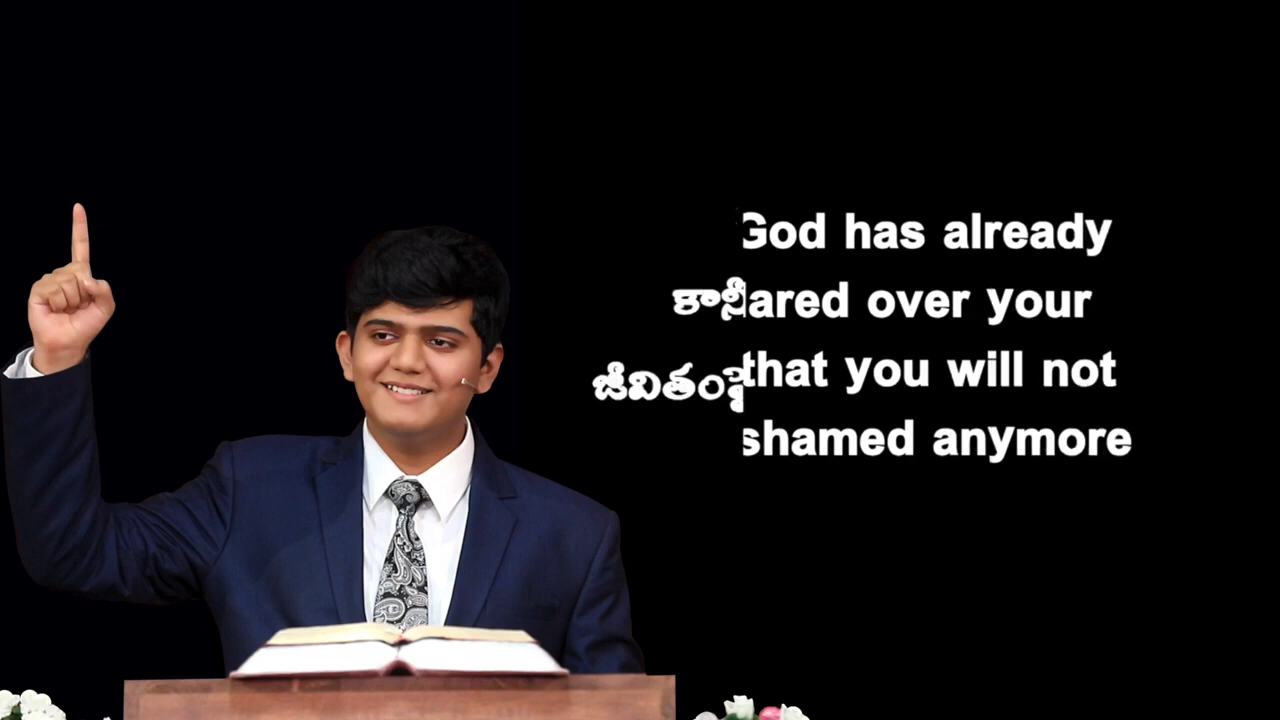 God has already
కానీ ared over your
that you will not
shamed anymore